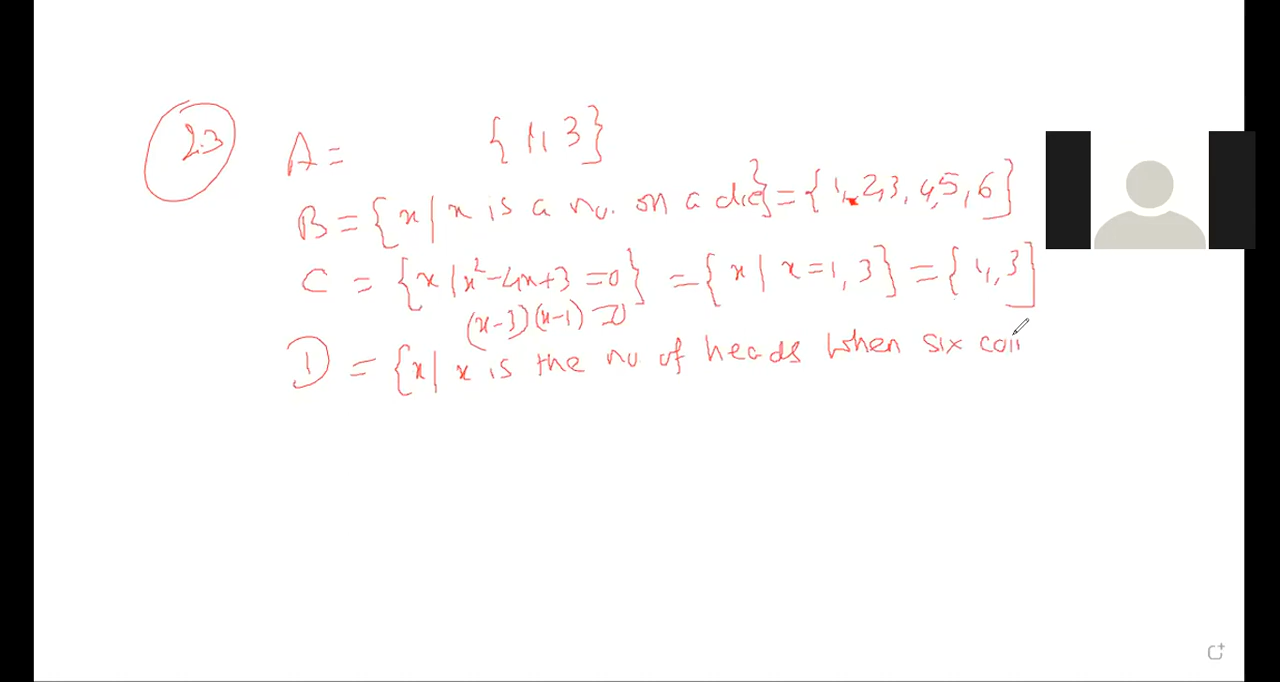 2.3
A = {1, 3}
B = {x | x is a no. on a die} = {1, 2, 3, 4, 5, 6}
C = {x | x² - 4x + 3 = 0} = {x | x = 1, 3} = {1, 3}
(x - 3)(x - 1) = 0
D = {x | x is the no of heads when six coi